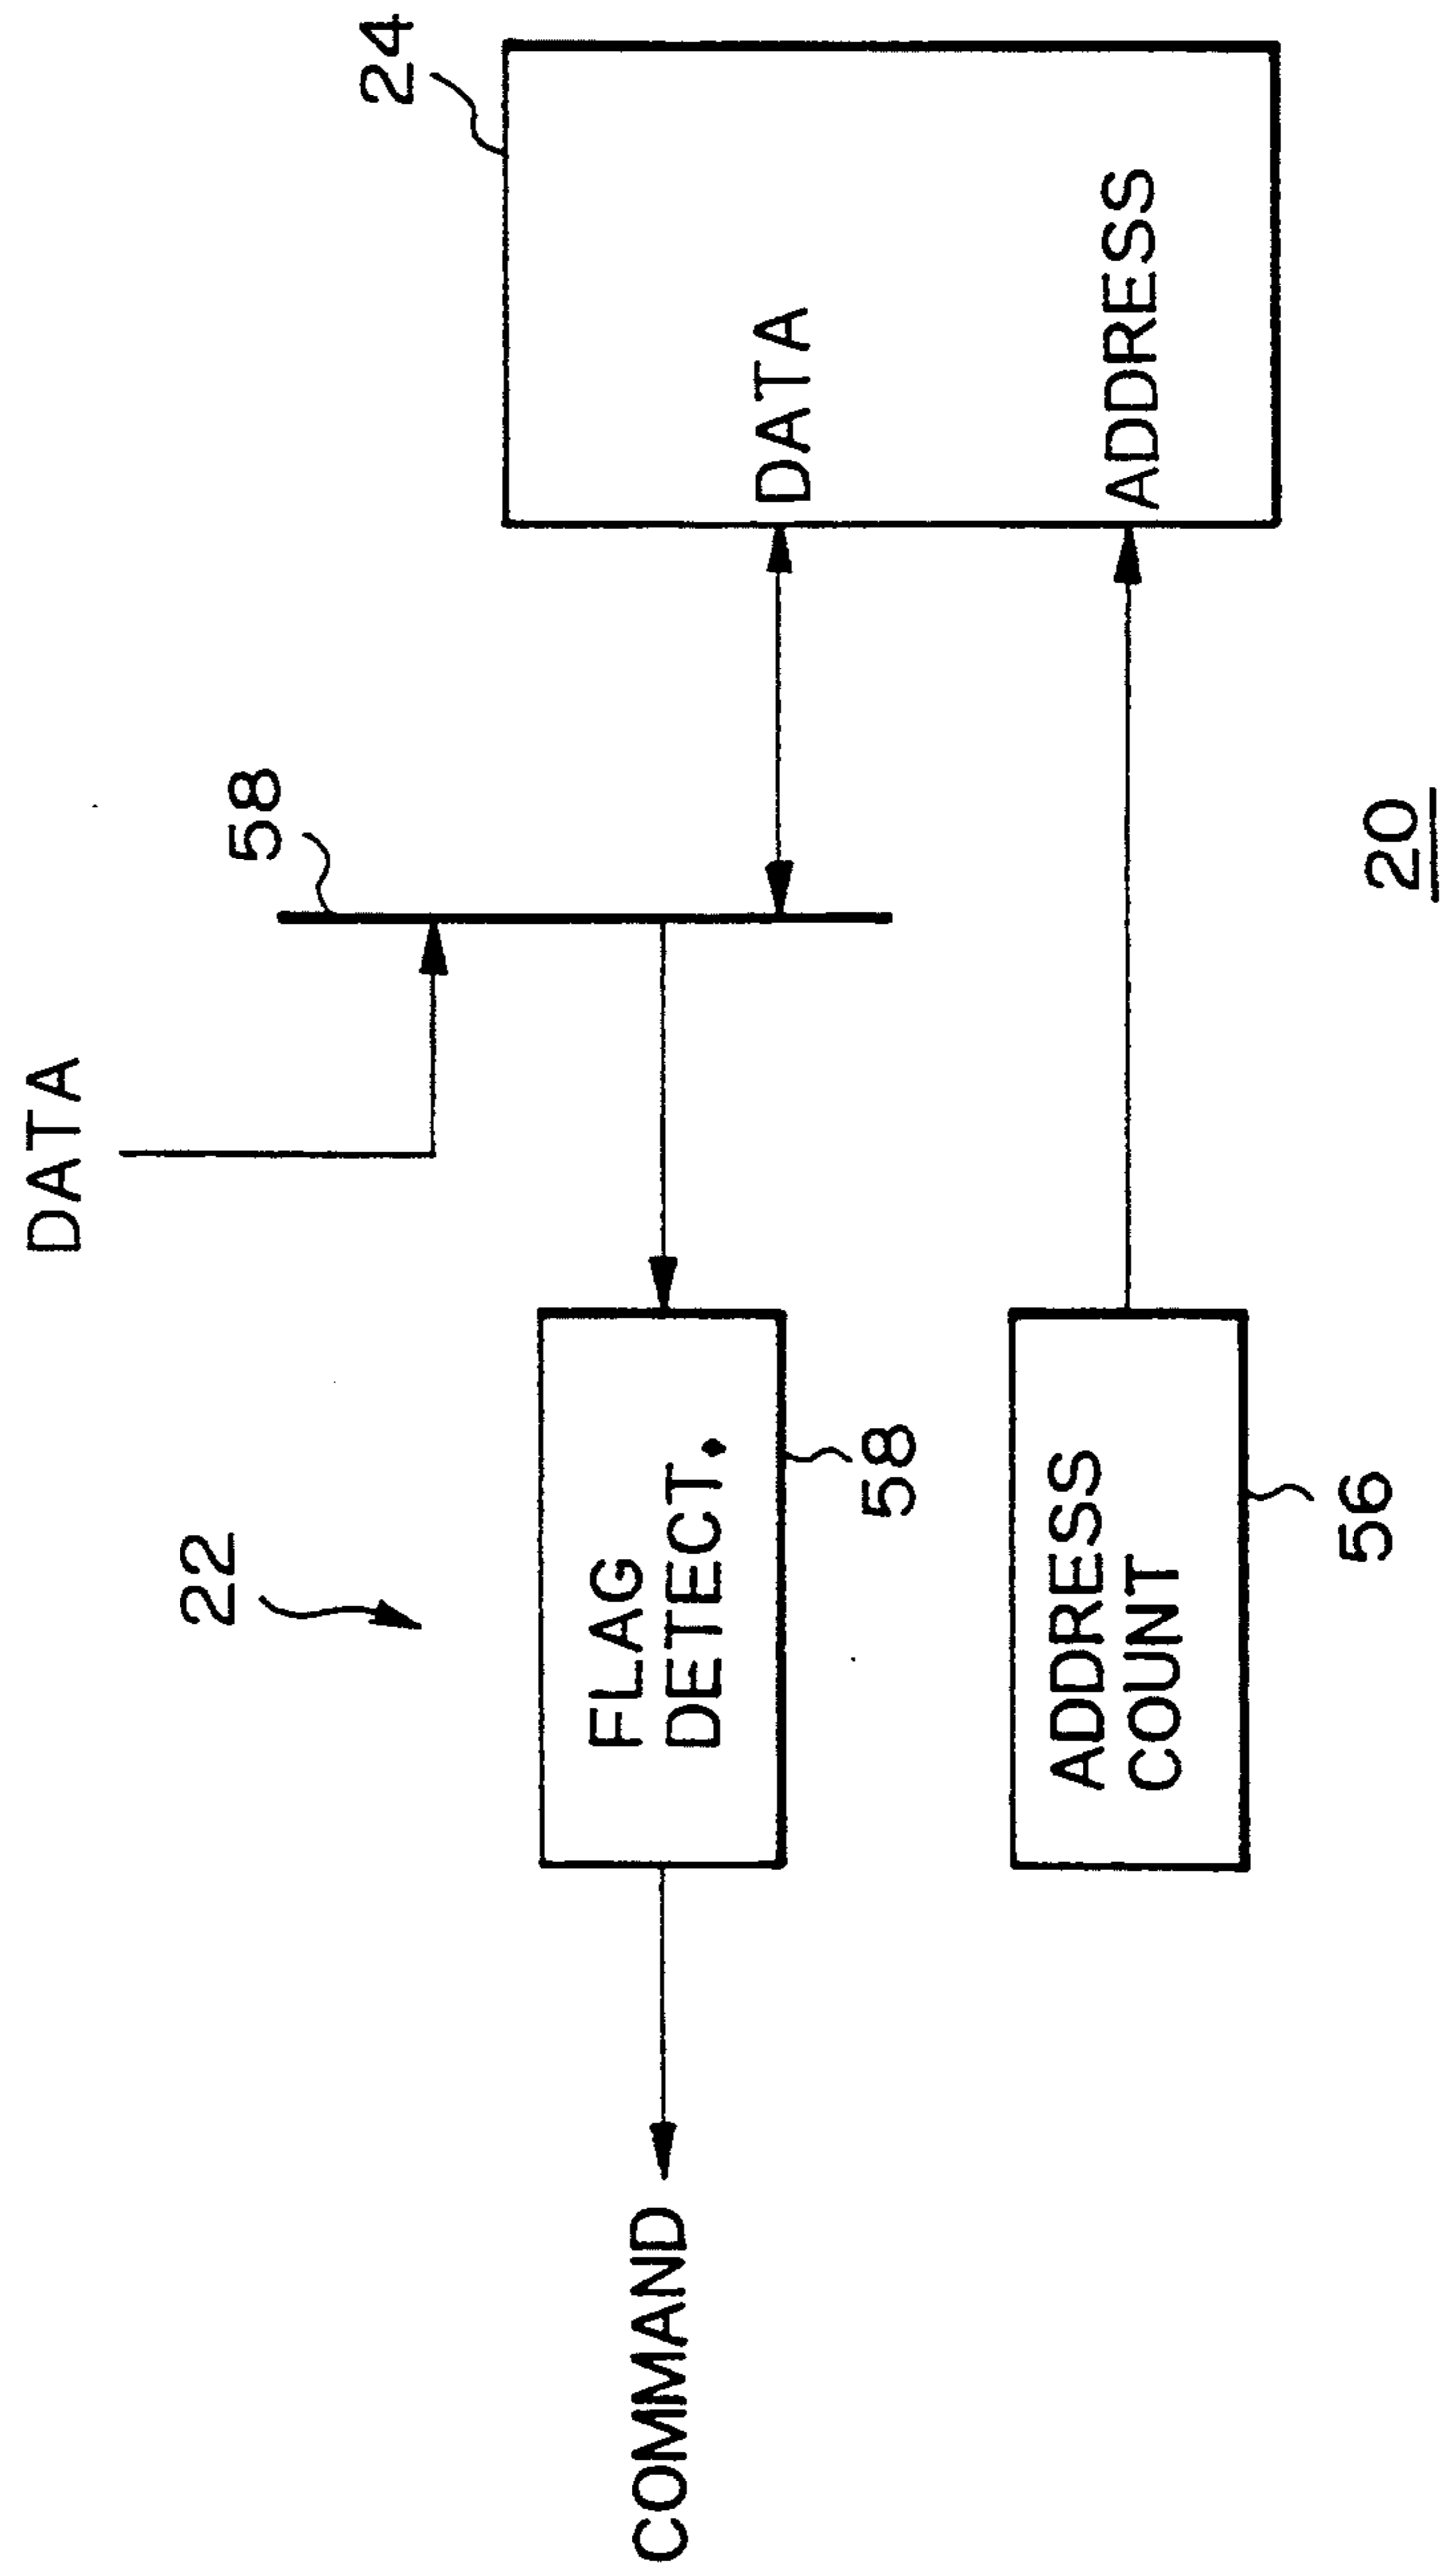 DATA
58
24
22
FLAG
DETECT.
58
DATA
COMMAND
ADDRESS
COUNT
56
ADDRESS
20